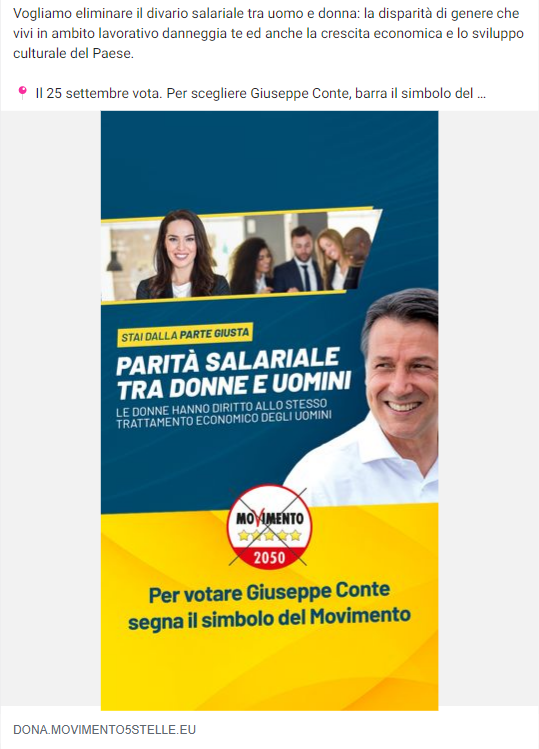 Vogliamo eliminare il divario salariale tra uomo e donna: la disparità di genere che
vivi in ambito lavorativo danneggia te ed anche la crescita economica e lo sviluppo
culturale del Paese.
Il 25 settembre vota. Per scegliere Giuseppe Conte, barra il simbolo del ...
STAI DALLA PARTE GIUSTA
PARITÀ SALARIALE
TRA DONNE E UOMINI
LE DONNE HANNO DIRITTO ALLO STESSO
TRATTAMENTO ECONOMICO DEGLI UOMINI
MOVIMENTO
2050
Per votare Giuseppe Conte
segna il simbolo del Movimento
DONA.MOVIMENTO5STELLE.EU